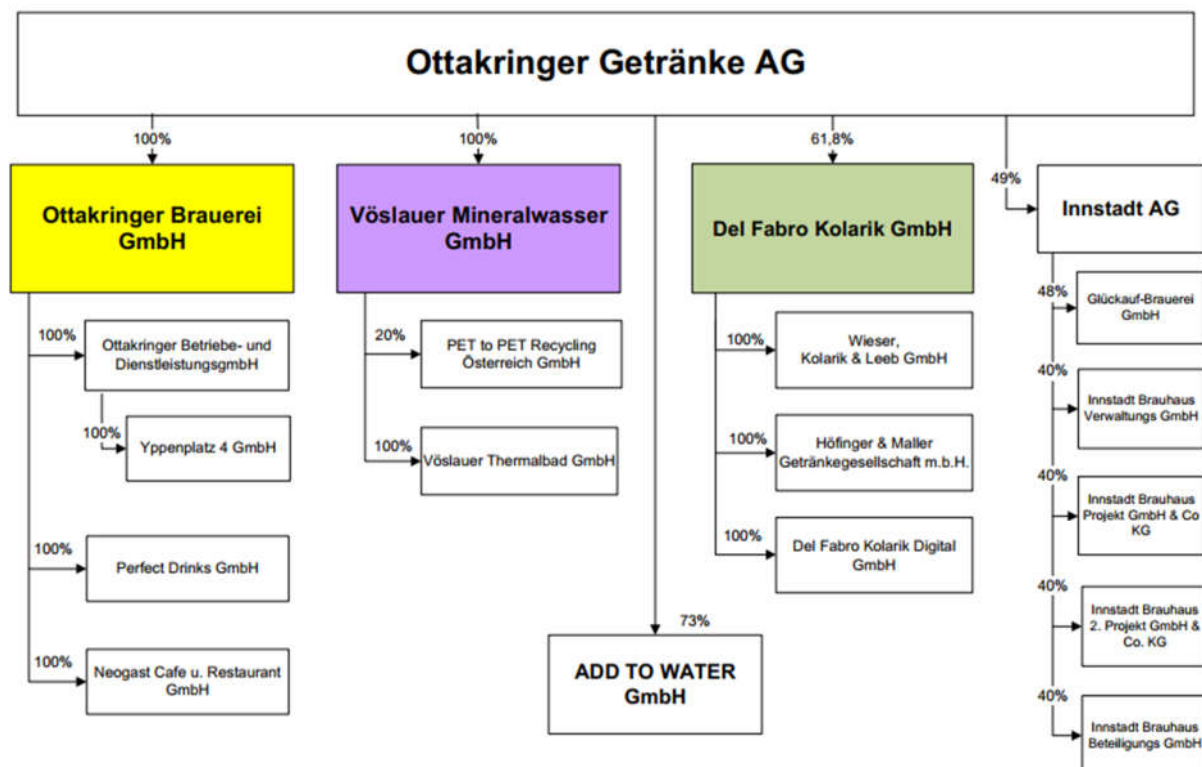 Ottakringer Getränke AG
100%
100%
61,8%
49%
Ottakringer Brauerei
GmbH
Vöslauer Mineralwasser
GmbH
Del Fabro Kolarik GmbH
Innstadt AG
100%
Ottakringer Betriebe- und
DienstleistungsgmbH
100%
Yppenplatz 4 GmbH
100%
Perfect Drinks GmbH
100%
Neogast Cafe u. Restaurant
GmbH
20%
PET to PET Recycling
Österreich GmbH
100%
Vöslauer Thermalbad GmbH
73%
ADD TO WATER
GmbH
100%
Wieser,
Kolarik & Leeb GmbH
100%
Höfinger & Maller
Getränkegesellschaft m.b.H.
100%
Del Fabro Kolarik Digital
GmbH
48%
Glückauf-Brauerei
GmbH
40%
Innstadt Brauhaus
Verwaltungs GmbH
40%
Innstadt Brauhaus
Projekt GmbH & Co
KG
40%
Innstadt Brauhaus
2. Projekt GmbH &
Co. KG
40%
Innstadt Brauhaus
Beteiligungs GmbH